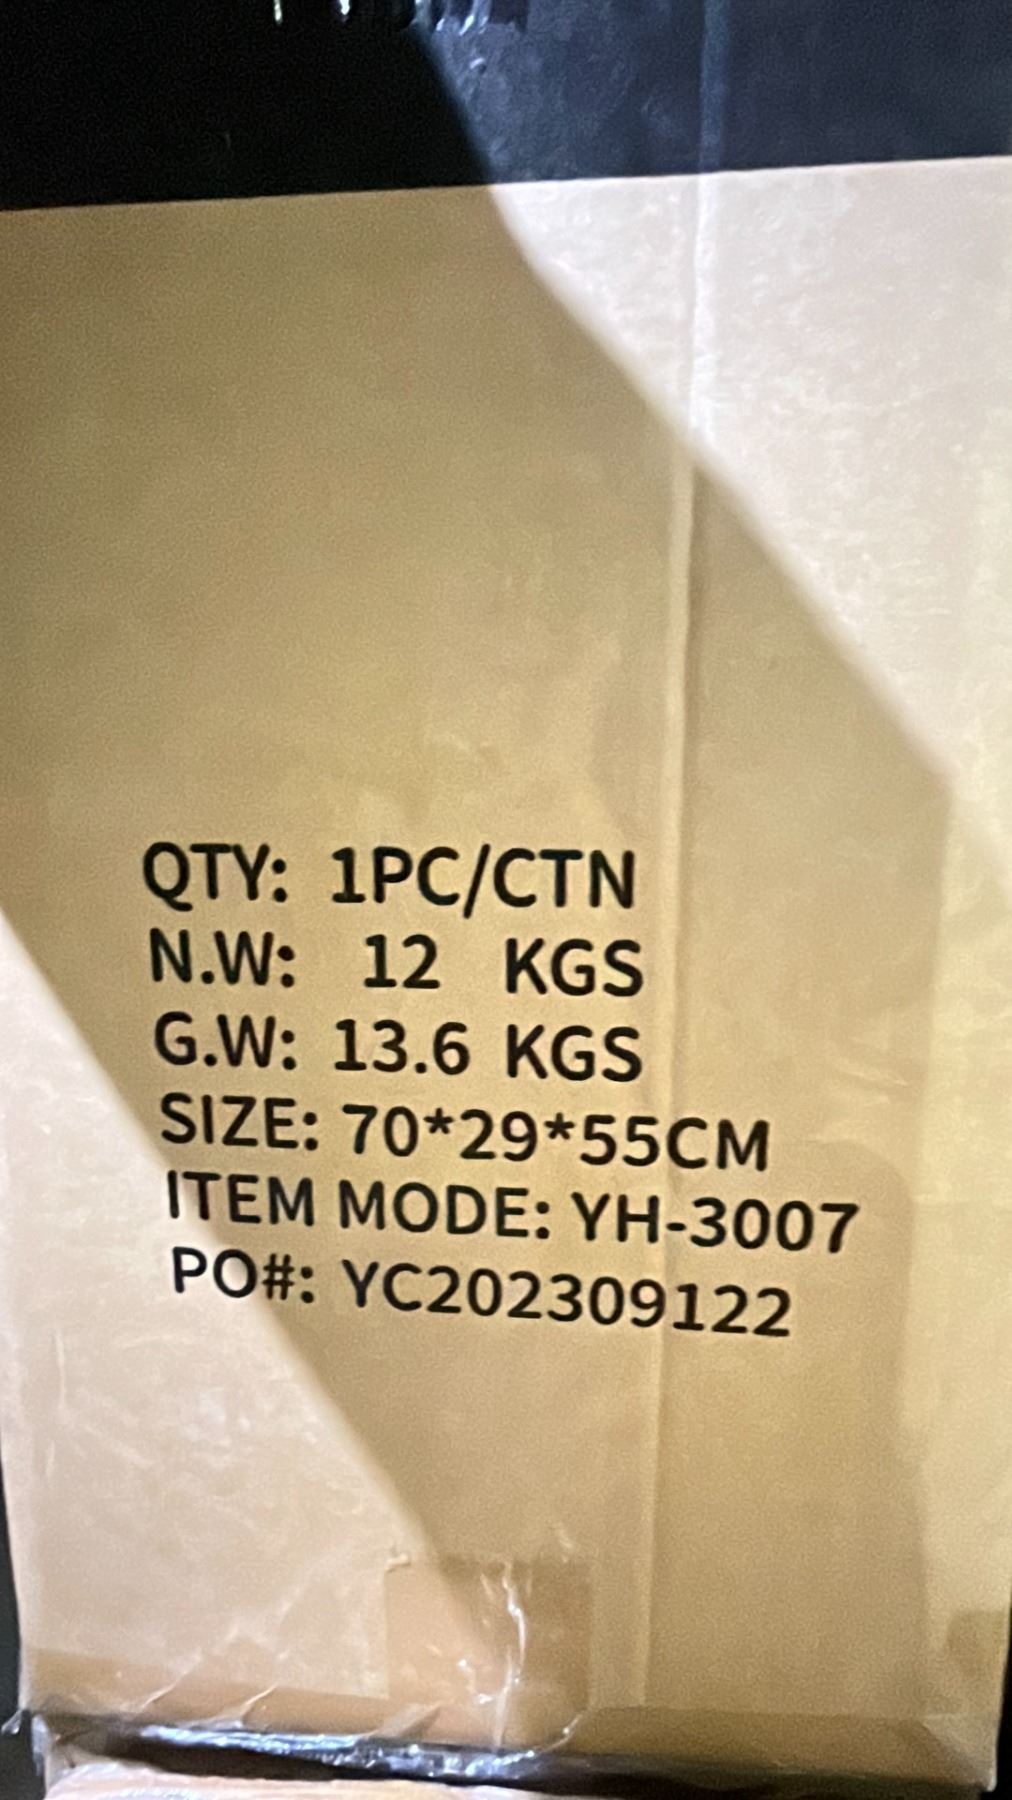 QTY: 1PC/CTN
N.W: 12 KGS
G.W: 13.6 KGS
SIZE: 70*29*55CM
ITEM MODE: YH-3007
PO#: YC202309122